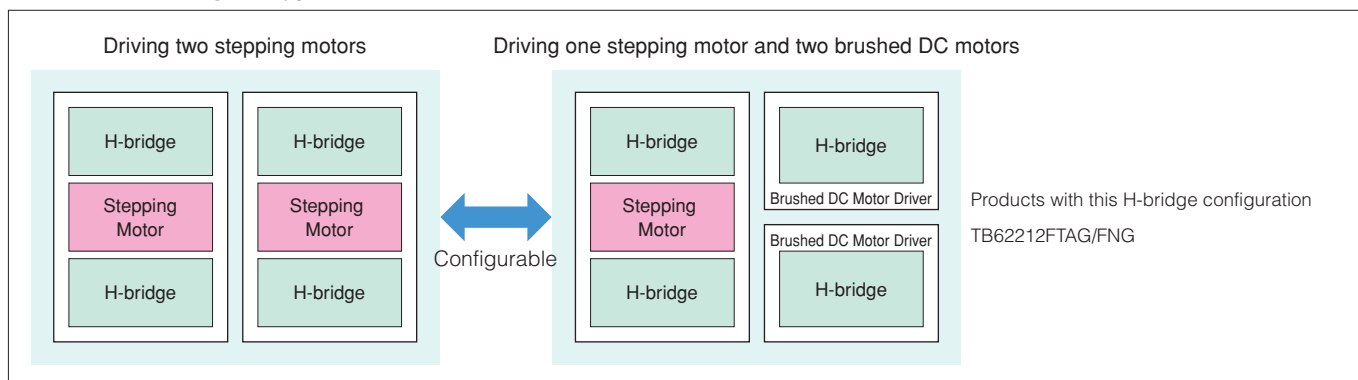 Driving two stepping motors
H-bridge
Stepping
Motor
H-bridge
H-bridge
Stepping
Motor
H-bridge
Configurable
Driving one stepping motor and two brushed DC motors
H-bridge
Stepping
Motor
H-bridge
H-bridge
Brushed DC Motor Driver
Brushed DC Motor Driver
H-bridge
Products with this H-bridge configuration
TB62212FTAG/FNG